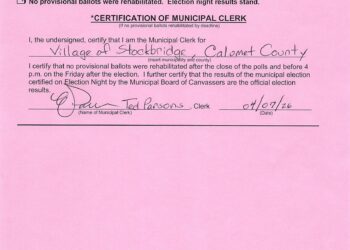 No provisional ballots were rehabilitated. Election night results stand.
*CERTIFICATION OF MUNICIPAL CLERK
(if no provisional ballots rehabilitated by deadline)
I, the undersigned, certify that I am the Municipal Clerk for
Village of Stockbridge, Calumet County
(insert municipality and county)
I certify that no provisional ballots were rehabilitated after the close of the polls and before 4
p.m. on the Friday after the election. I further certify that the results of the municipal election
certified on Election Night by the Municipal Board of Canvassers are the official election
results.
Ted Parsons, Clerk 04/07/26
(Name of Municipal Clerk) (Date)